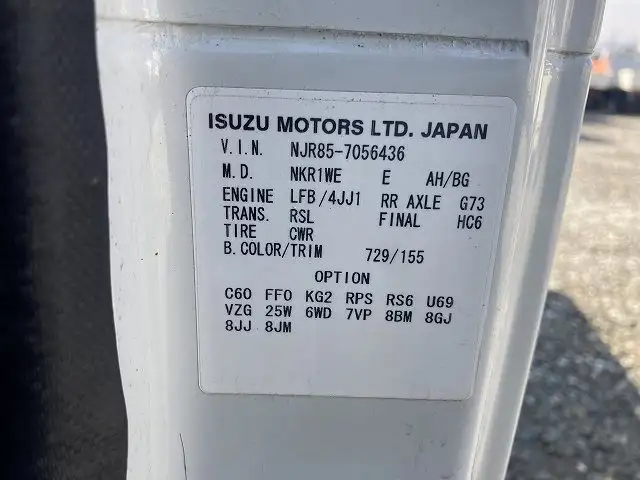 ISUZU MOTORS LTD. JAPAN
V.I.N. NJR85-7056436
M.D. NKR1WE E AH/BG
ENGINE LFB/4JJ1 RR AXLE G73
TRANS. RSL FINAL HC6
TIRE CWR
B.COLOR/TRIM 729/155
OPTION
C60 FF0 KG2 RPS RS6 U69
VZG 25W 6WD 7VP 8BM 8GJ
8JJ 8JM